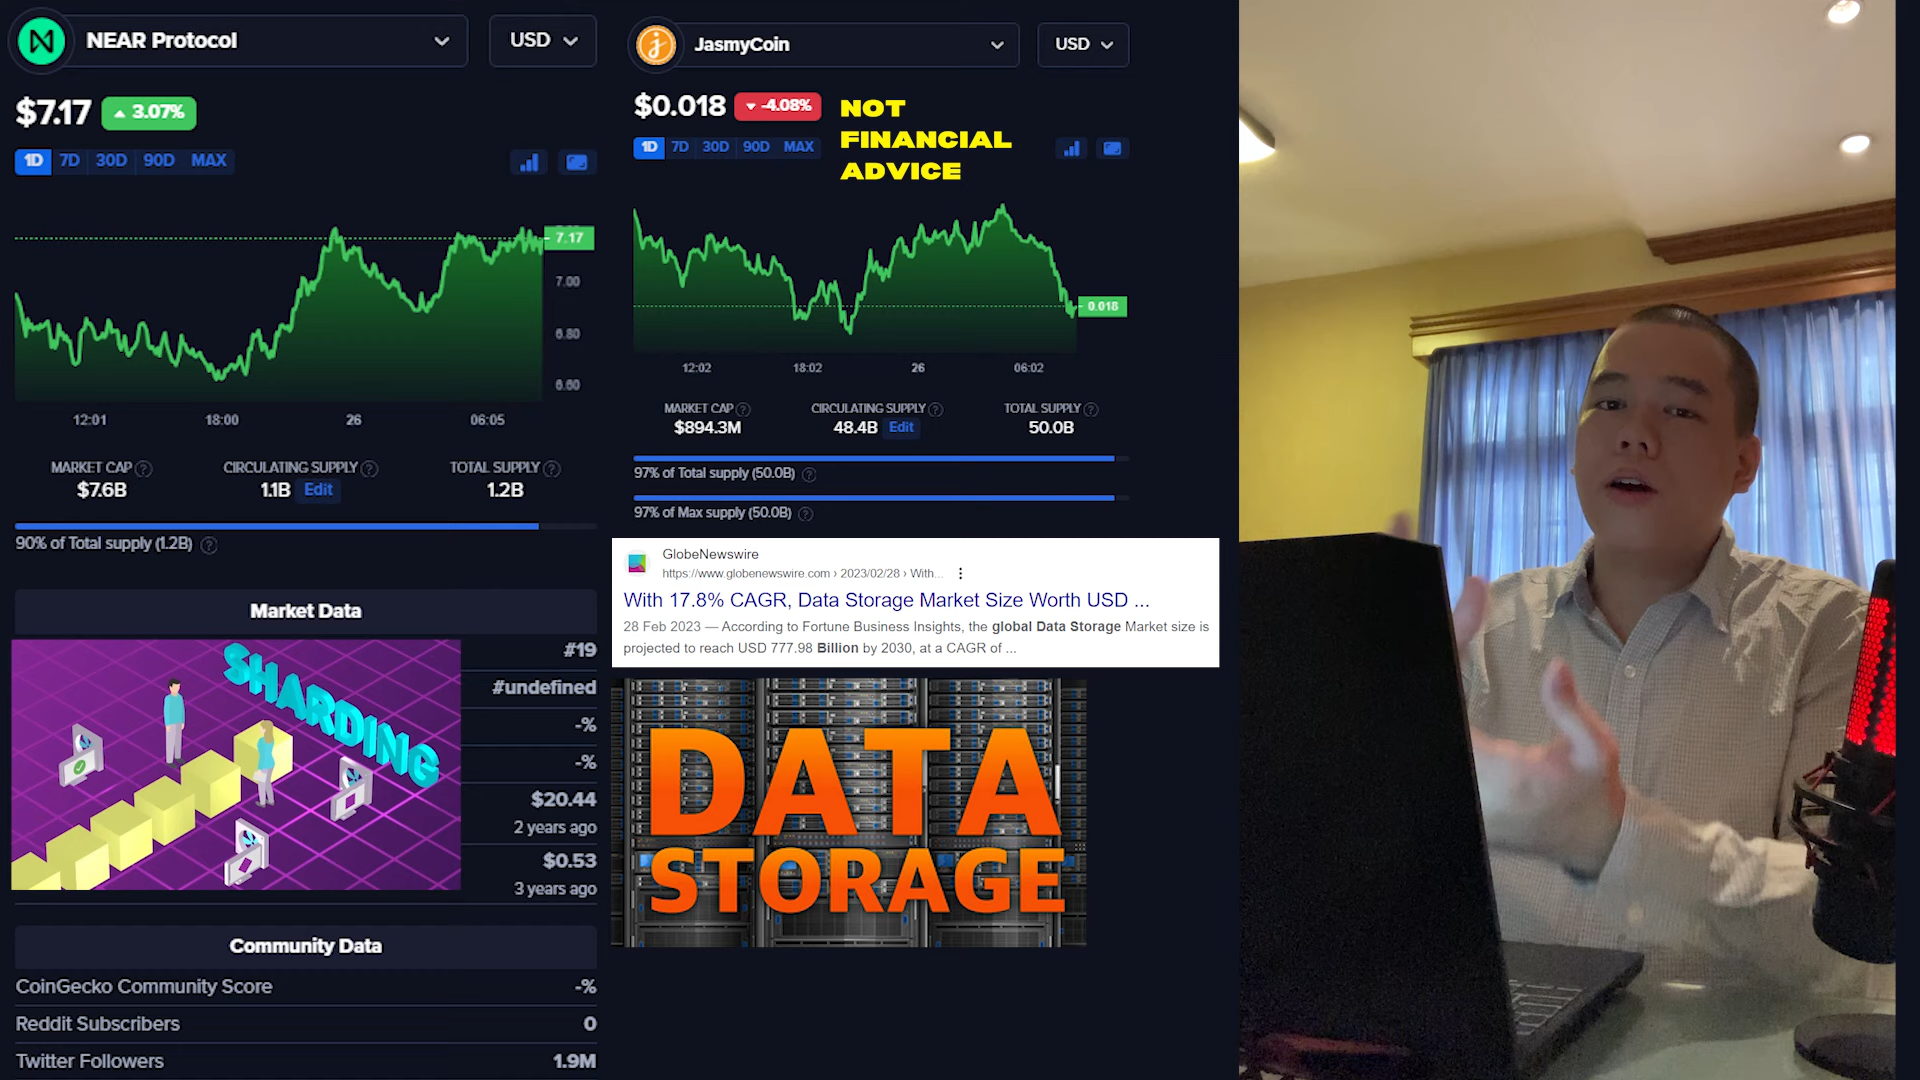 NEAR Protocol
USD
$7.17
3.07%
1D 7D 30D 90D MAX
7.17
7.00
6.80
6.60
12:01 18:00 26 06:05
MARKET CAP ? CIRCULATING SUPPLY ? TOTAL SUPPLY ?
$7.6B 1.1B Edit 1.2B
90% of Total supply (1.2B) ?
Market Data
#19
#undefined
-%
-%
$20.44
2 years ago
$0.53
3 years ago
SHARDING
Community Data
CoinGecko Community Score -%
Reddit Subscribers 0
Twitter Followers 1.9M
JasmyCoin
USD
$0.018
-4.08%
NOT
FINANCIAL
ADVICE
1D 7D 30D 90D MAX
0.018
12:02 18:02 26 06:02
MARKET CAP ? CIRCULATING SUPPLY ? TOTAL SUPPLY ?
$894.3M 48.4B Edit 50.0B
97% of Total supply (50.0B) ?
97% of Max supply (50.0B) ?
GlobeNewswire
https://www.globenewswire.com › 2023/02/28 › With...
With 17.8% CAGR, Data Storage Market Size Worth USD ...
28 Feb 2023 — According to Fortune Business Insights, the global Data Storage Market size is
projected to reach USD 777.98 Billion by 2030, at a CAGR of ...
DATA
STORAGE